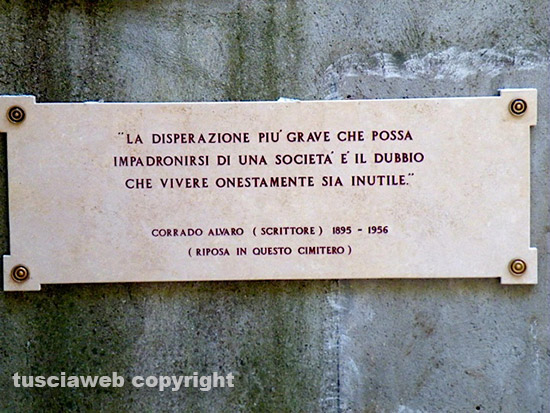 "LA DISPERAZIONE PIU' GRAVE CHE POSSA
IMPADRONIRSI DI UNA SOCIETA' E' IL DUBBIO
CHE VIVERE ONESTAMENTE SIA INUTILE."
CORRADO ALVARO ( SCRITTORE ) 1895 - 1956
( RIPOSA IN QUESTO CIMITERO )
tusciaweb copyright